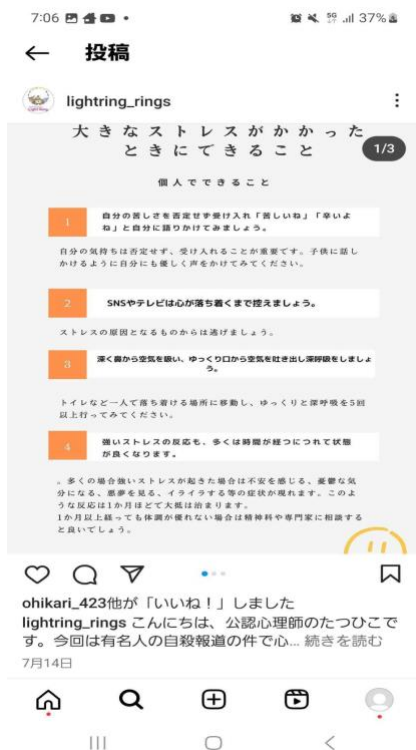 7:06
5G 37%
投稿
lightring_rings
1/3
大きなストレスがかかった
ときにできること
個人でできること
1
自分の苦しさを否定せず受け入れ「苦しいね」「辛いよ
ね」と自分に語りかけてみましょう。
自分の気持ちは否定せず、受け入れることが重要です。子供に話し
かけるように自分にも優しく声をかけてみてください。
2
SNSやテレビは心が落ち着くまで控えましょう。
ストレスの原因となるものからは逃げましょう。
3
深く鼻から空気を吸い、ゆっくり口から空気を吐き出し深呼吸をしましょ
う。
トイレなど一人で落ち着ける場所に移動し、ゆっくりと深呼吸を5回
以上行ってみてください。
4
強いストレスの反応も、多くは時間が経つにつれて状態
が良くなります。
。多くの場合強いストレスが起きた場合は不安を感じる、憂鬱な気
分になる、悪夢を見る、イライラする等の症状が現れます。このよ
うな反応は1か月ほどで大抵は治まります。
1か月以上経っても体調が優れない場合は精神科や専門家に相談する
と良いでしょう。
ohikari_423他が「いいね！」しました
lightring_rings こんにちは、公認心理師のたつひこで
す。今回は有名人の自殺報道の件で心... 続きを読む
7月14日